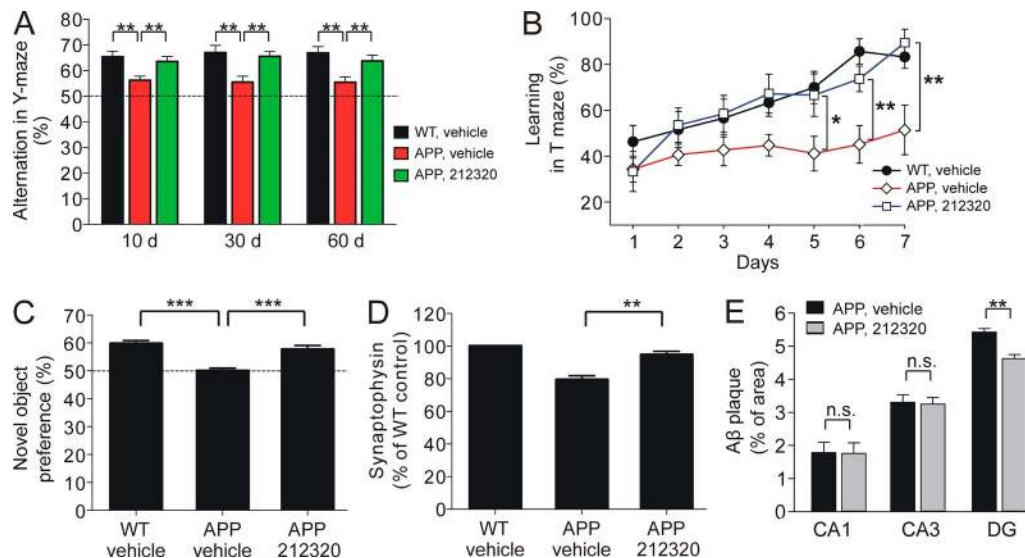 A
Alternation in Y-maze
(%)
80
70
60
50
40
30
20
10
0
** ** ** ** ** **
WT, vehicle
APP, vehicle
APP, 212320
10 d 30 d 60 d
B
Learning
in T maze (%)
100
80
60
40
20
*
**
**
WT, vehicle
APP, vehicle
APP, 212320
1 2 3 4 5 6 7
Days
C
Novel object
preference (%)
70
60
50
40
30
20
10
0
*** ***
WT
vehicle
APP
vehicle
APP
212320
D
Synaptophysin
(% of WT control)
120
100
80
60
40
20
0
**
WT
vehicle
APP
vehicle
APP
212320
E
Aβ plaque
(% of area)
6
5
4
3
2
1
0
APP, vehicle
APP, 212320
n.s.
n.s.
**
CA1 CA3 DG